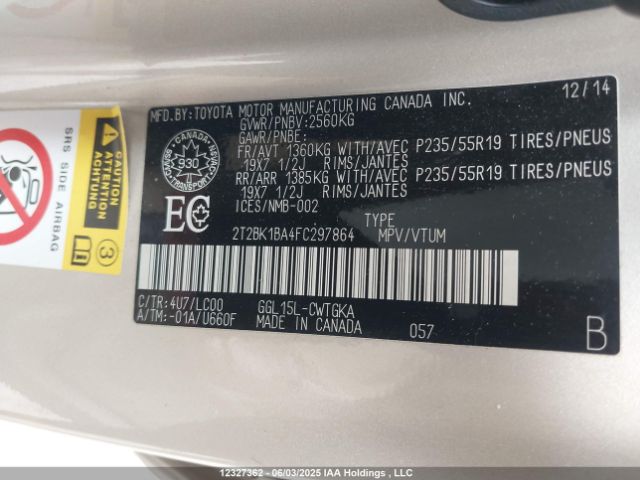 MFD.BY:TOYOTA MOTOR MANUFACTURING CANADA INC. 12/14
GVWR/PNBV:2560KG
GAWR/PNBE:
FR/AVT 1360KG WITH/AVEC P235/55R19 TIRES/PNEUS
19X7 1/2J RIMS/JANTES
RR/ARR 1385KG WITH/AVEC P235/55R19 TIRES/PNEUS
19X7 1/2J RIMS/JANTES
ICES/NMB-002
CANADA
930
EC
TYPE
2T2BK1BA4FC297864 MPV/VTUM
C/TR:4U7/LC00 GGL15L-CWTGKA
A/TM:-01A/U660F MADE IN CANADA 057
B
CAUTION
ATTENTION
ACHTUNG
SRS SIDE AIRBAG
3
12327362 - 06/03/2025 IAA Holdings , LLC